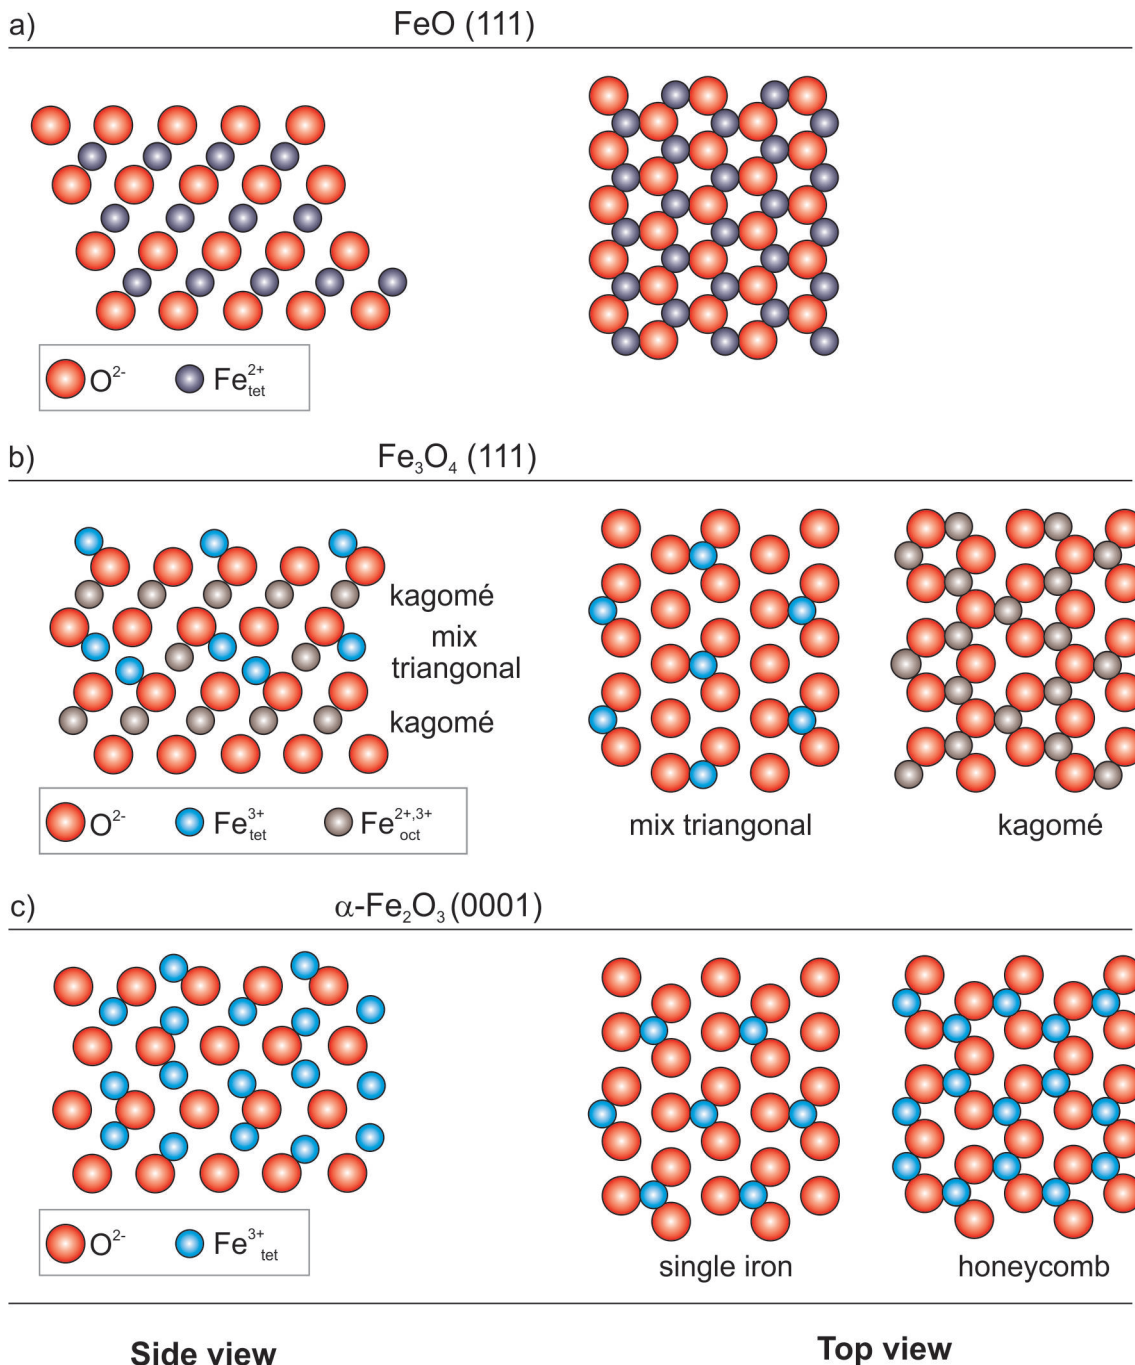 a) FeO (111)
O²⁻ Fe²⁺tet
b) Fe₃O₄ (111)
kagomé
mix
triangonal
kagomé
O²⁻ Fe³⁺tet Fe²⁺,³⁺oct
mix triangonal kagomé
c) α-Fe₂O₃ (0001)
O²⁻ Fe³⁺tet
single iron honeycomb
Side view Top view